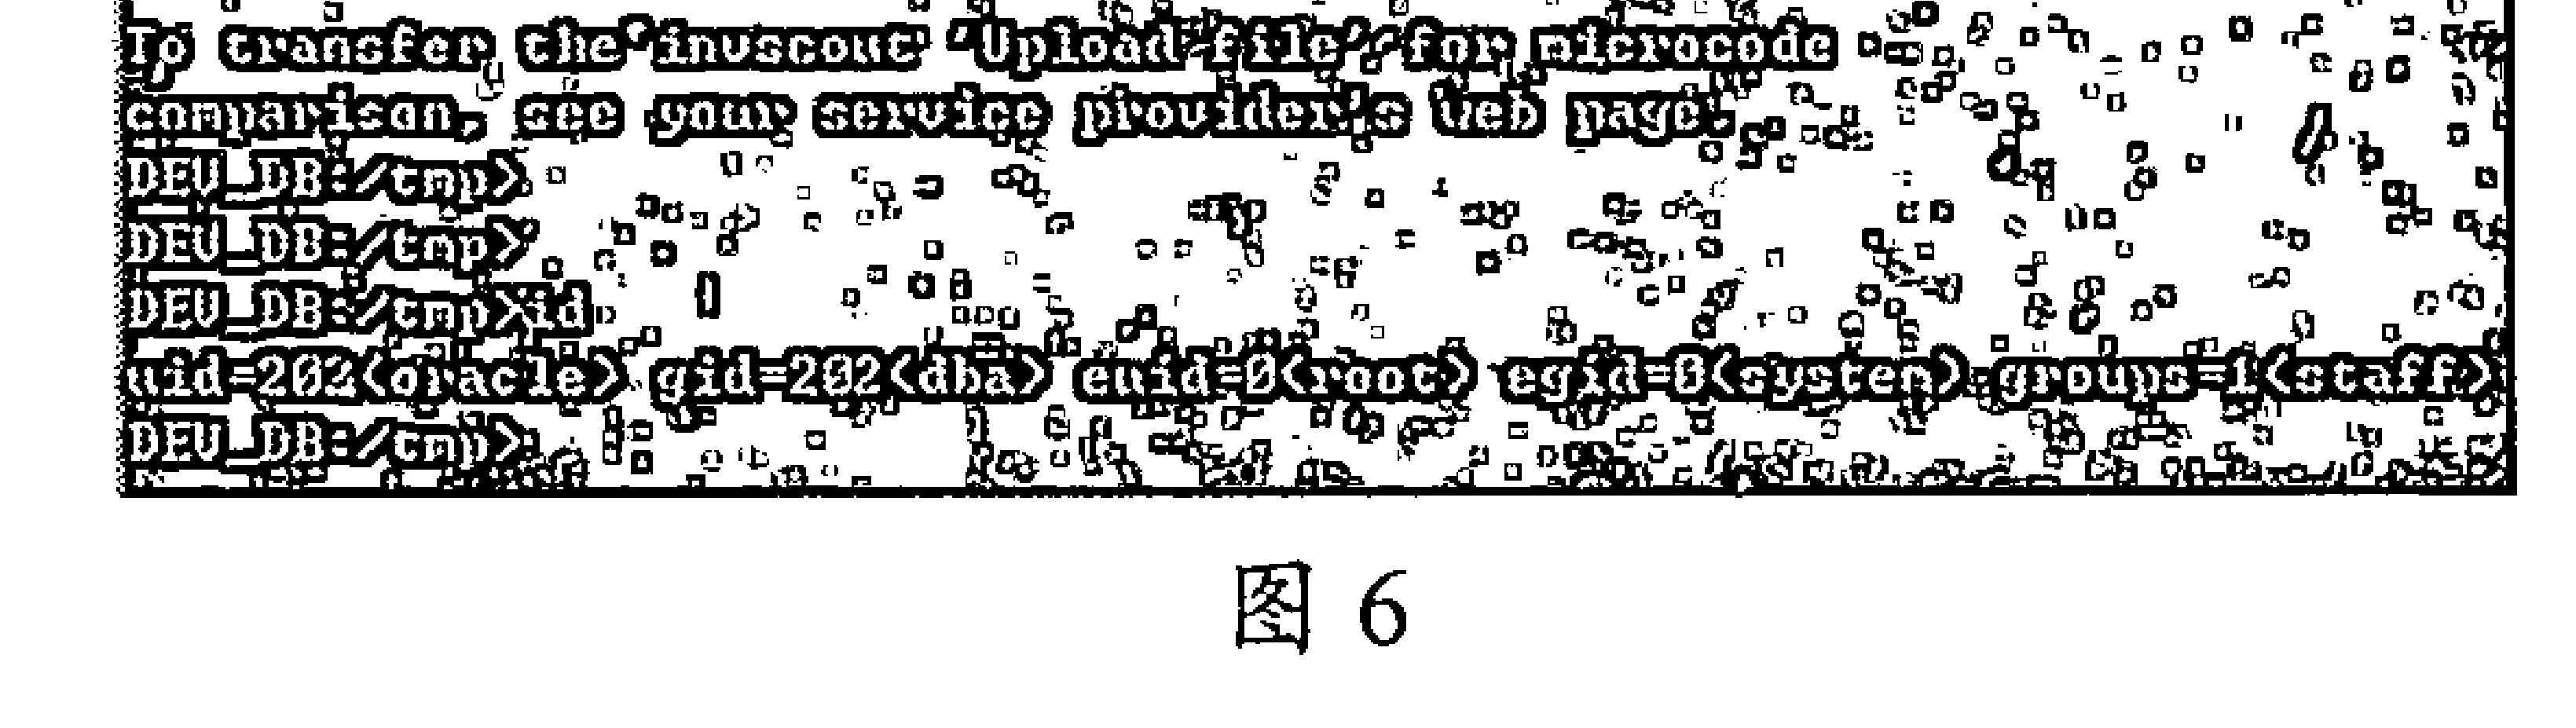 To transfer the invscout 'Upload file' for microcode
comparison, see your service provider's Web page.
DEV_DB:/tmp>
DEV_DB:/tmp>
DEV_DB:/tmp>id
uid=202(oracle) gid=202(dba) euid=0(root) egid=0(system) groups=1(staff)
DEV_DB:/tmp>
图 6